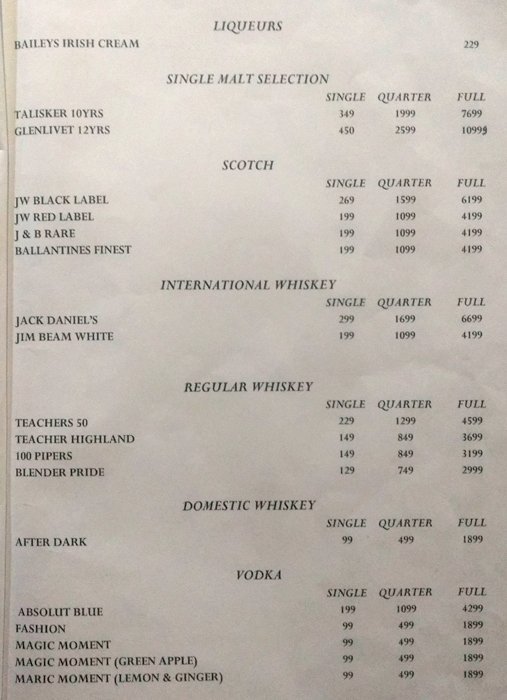 LIQUEURS
BAILEYS IRISH CREAM 229
SINGLE MALT SELECTION
SINGLE QUARTER FULL
TALISKER 10YRS 349 1999 7699
GLENLIVET 12YRS 450 2599 10999
SCOTCH
SINGLE QUARTER FULL
JW BLACK LABEL 269 1599 6199
JW RED LABEL 199 1099 4199
J & B RARE 199 1099 4199
BALLANTINES FINEST 199 1099 4199
INTERNATIONAL WHISKEY
SINGLE QUARTER FULL
JACK DANIEL'S 299 1699 6699
JIM BEAM WHITE 199 1099 4199
REGULAR WHISKEY
SINGLE QUARTER FULL
TEACHERS 50 229 1299 4599
TEACHER HIGHLAND 149 849 3699
100 PIPERS 149 849 3199
BLENDER PRIDE 129 749 2999
DOMESTIC WHISKEY
SINGLE QUARTER FULL
AFTER DARK 99 499 1899
VODKA
SINGLE QUARTER FULL
ABSOLUT BLUE 199 1099 4299
FASHION 99 499 1899
MAGIC MOMENT 99 499 1899
MAGIC MOMENT (GREEN APPLE) 99 499 1899
MARIC MOMENT (LEMON & GINGER) 99 499 1899